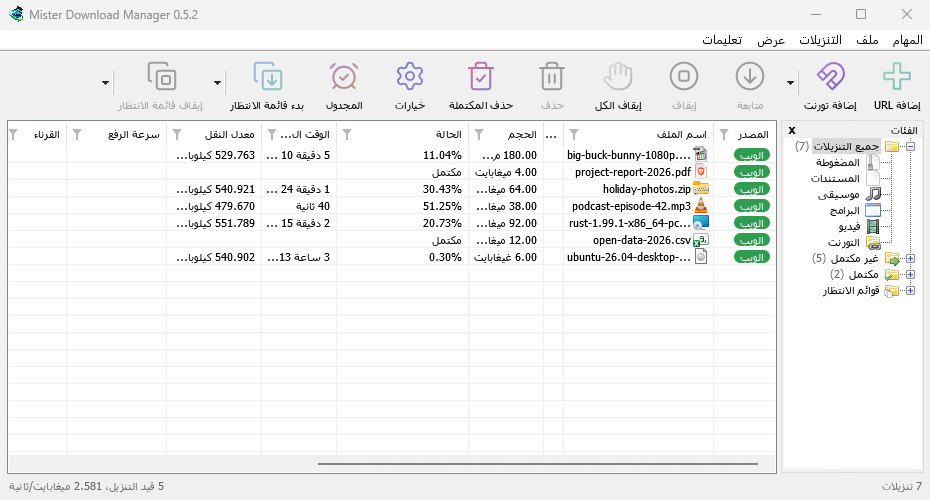 Mister Download Manager 0.5.2
المهام ملف التنزيلات عرض تعليمات
إضافة URL إضافة تورنت متابعة إيقاف إيقاف الكل حذف حذف المكتملة خيارات المجدول بدء قائمة الانتظار إيقاف قائمة الانتظار
الفئات x
جميع التنزيلات (7)
المضغوطة
المستندات
موسيقى
البرامج
فيديو
التورنت
غير مكتمل (5)
مكتمل (2)
قوائم الانتظار
المصدر اسم الملف ... الحجم الحالة الوقت ال... معدل النقل سرعة الرفع القرناء
الويب big-buck-bunny-1080p.... 180.00 م... 11.04% 5 دقيقة 10 ... 529.763 كيلوبا...
الويب project-report-2026.pdf 4.00 ميغابايت مكتمل
الويب holiday-photos.zip 64.00 ميغا... 30.43% 1 دقيقة 24 ... 540.921 كيلوبا...
الويب podcast-episode-42.mp3 38.00 ميغا... 51.25% 40 ثانية 479.670 كيلوبا...
الويب rust-1.99.1-x86_64-pc... 92.00 ميغا... 20.73% 2 دقيقة 15 ... 551.789 كيلوبا...
الويب open-data-2026.csv 12.00 ميغا... مكتمل
الويب ubuntu-26.04-desktop-... 6.00 غيغابايت 0.30% 3 ساعة 13... 540.902 كيلوبا...
7 تنزيلات
5 قيد التنزيل، 2.581 ميغابايت/ثانية